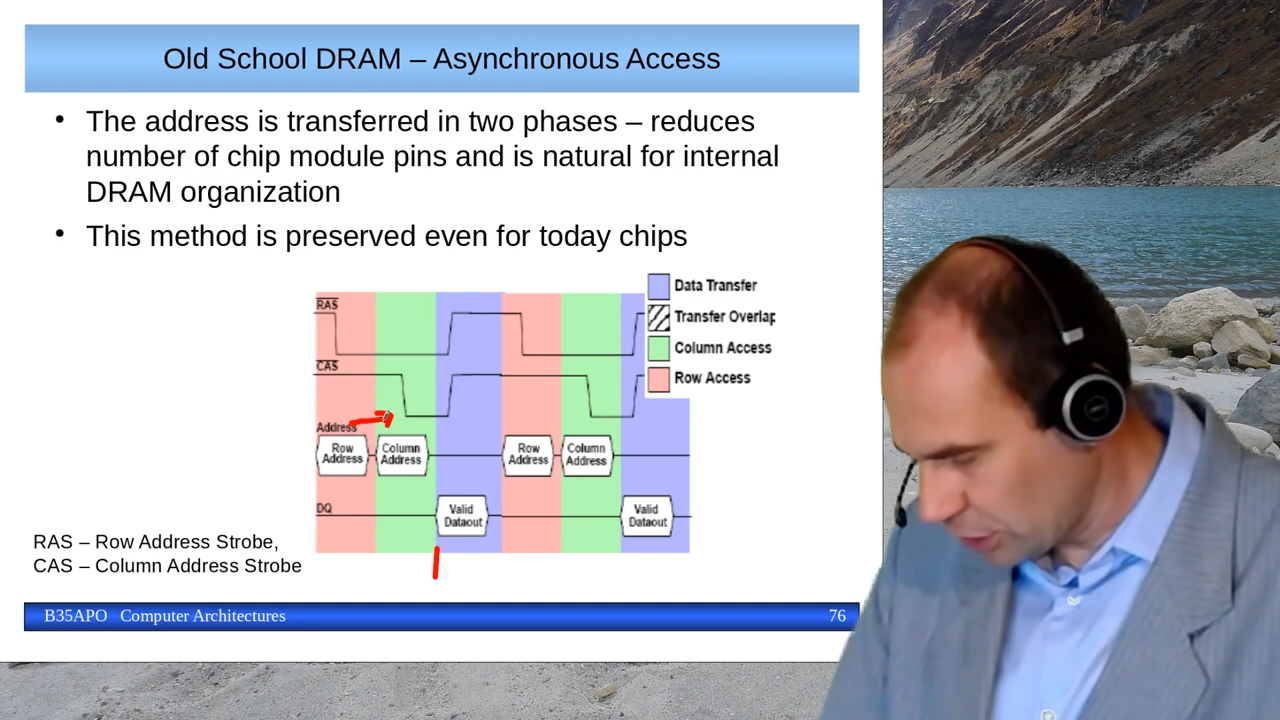 Old School DRAM – Asynchronous Access
• The address is transferred in two phases – reduces
number of chip module pins and is natural for internal
DRAM organization
• This method is preserved even for today chips
Data Transfer
Transfer Overlap
Column Access
Row Access
RAS
CAS
Address
Row
Address
Column
Address
Row
Address
Column
Address
DQ
Valid
Dataout
Valid
Dataout
RAS – Row Address Strobe,
CAS – Column Address Strobe
B35APO Computer Architectures
76